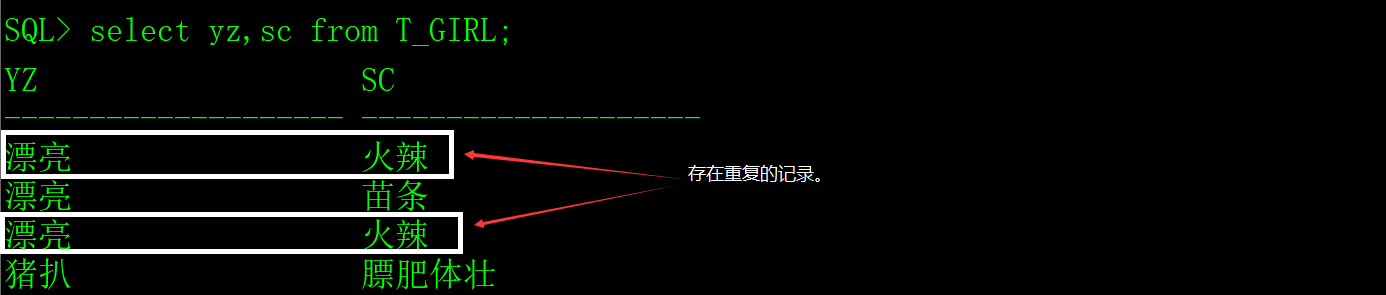 SQL> select yz,sc from T_GIRL;
YZ SC
-------------------- --------------------
漂亮 火辣
存在重复的记录。
漂亮 苗条
漂亮 火辣
猪扒 膘肥体壮